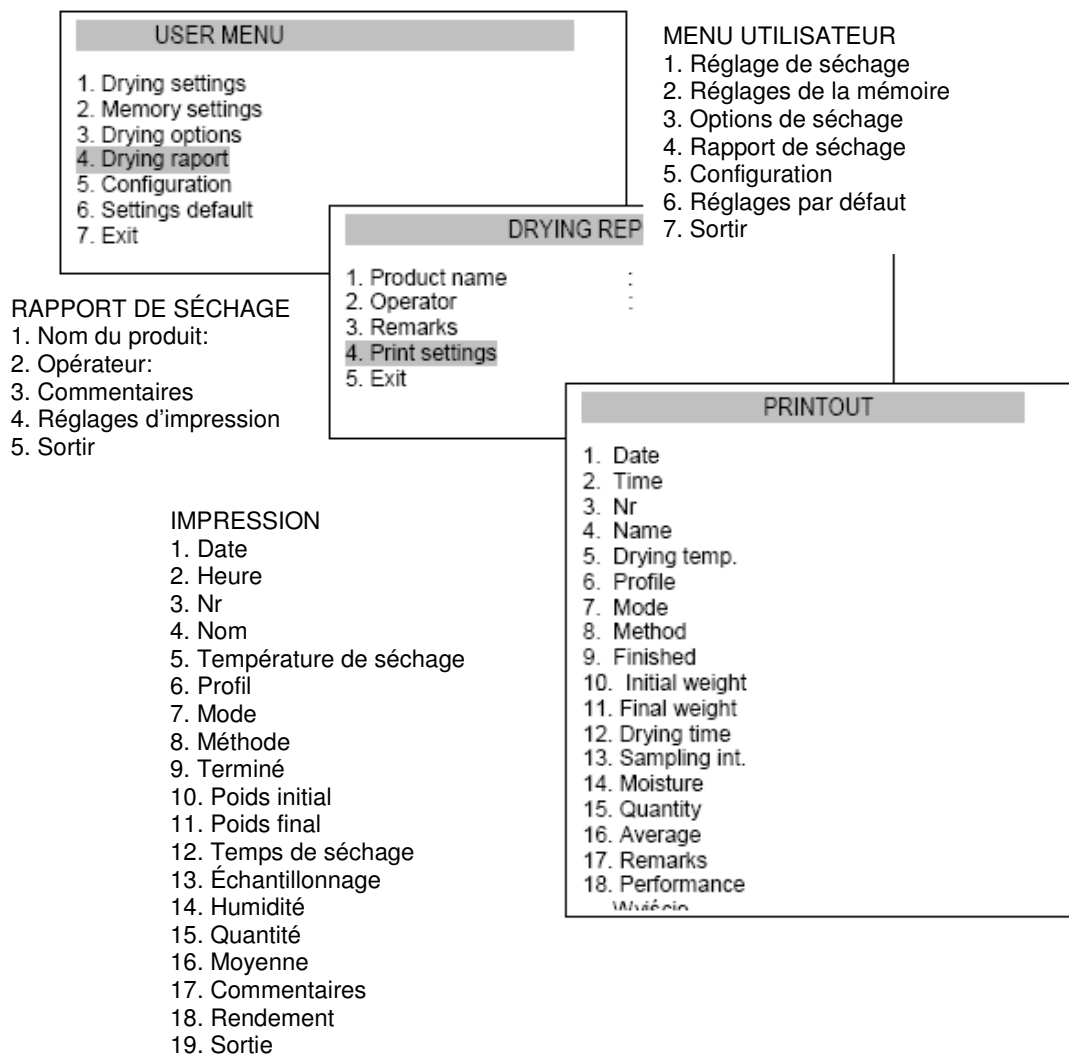 USER MENU
1. Drying settings
2. Memory settings
3. Drying options
4. Drying raport
5. Configuration
6. Settings default
7. Exit
MENU UTILISATEUR
1. Réglage de séchage
2. Réglages de la mémoire
3. Options de séchage
4. Rapport de séchage
5. Configuration
6. Réglages par défaut
7. Sortir
DRYING REP
1. Product name :
2. Operator :
3. Remarks
4. Print settings
5. Exit
RAPPORT DE SÉCHAGE
1. Nom du produit:
2. Opérateur:
3. Commentaires
4. Réglages d'impression
5. Sortir
PRINTOUT
1. Date
2. Time
3. Nr
4. Name
5. Drying temp.
6. Profile
7. Mode
8. Method
9. Finished
10. Initial weight
11. Final weight
12. Drying time
13. Sampling int.
14. Moisture
15. Quantity
16. Average
17. Remarks
18. Performance
Wyjście
IMPRESSION
1. Date
2. Heure
3. Nr
4. Nom
5. Température de séchage
6. Profil
7. Mode
8. Méthode
9. Terminé
10. Poids initial
11. Poids final
12. Temps de séchage
13. Échantillonnage
14. Humidité
15. Quantité
16. Moyenne
17. Commentaires
18. Rendement
19. Sortie